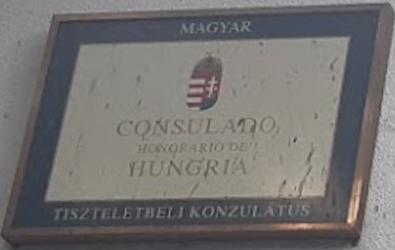 MAGYAR
CONSULADO
HONORARIO DE
HUNGRIA
TISZTELETBELI KONZULÁTUS